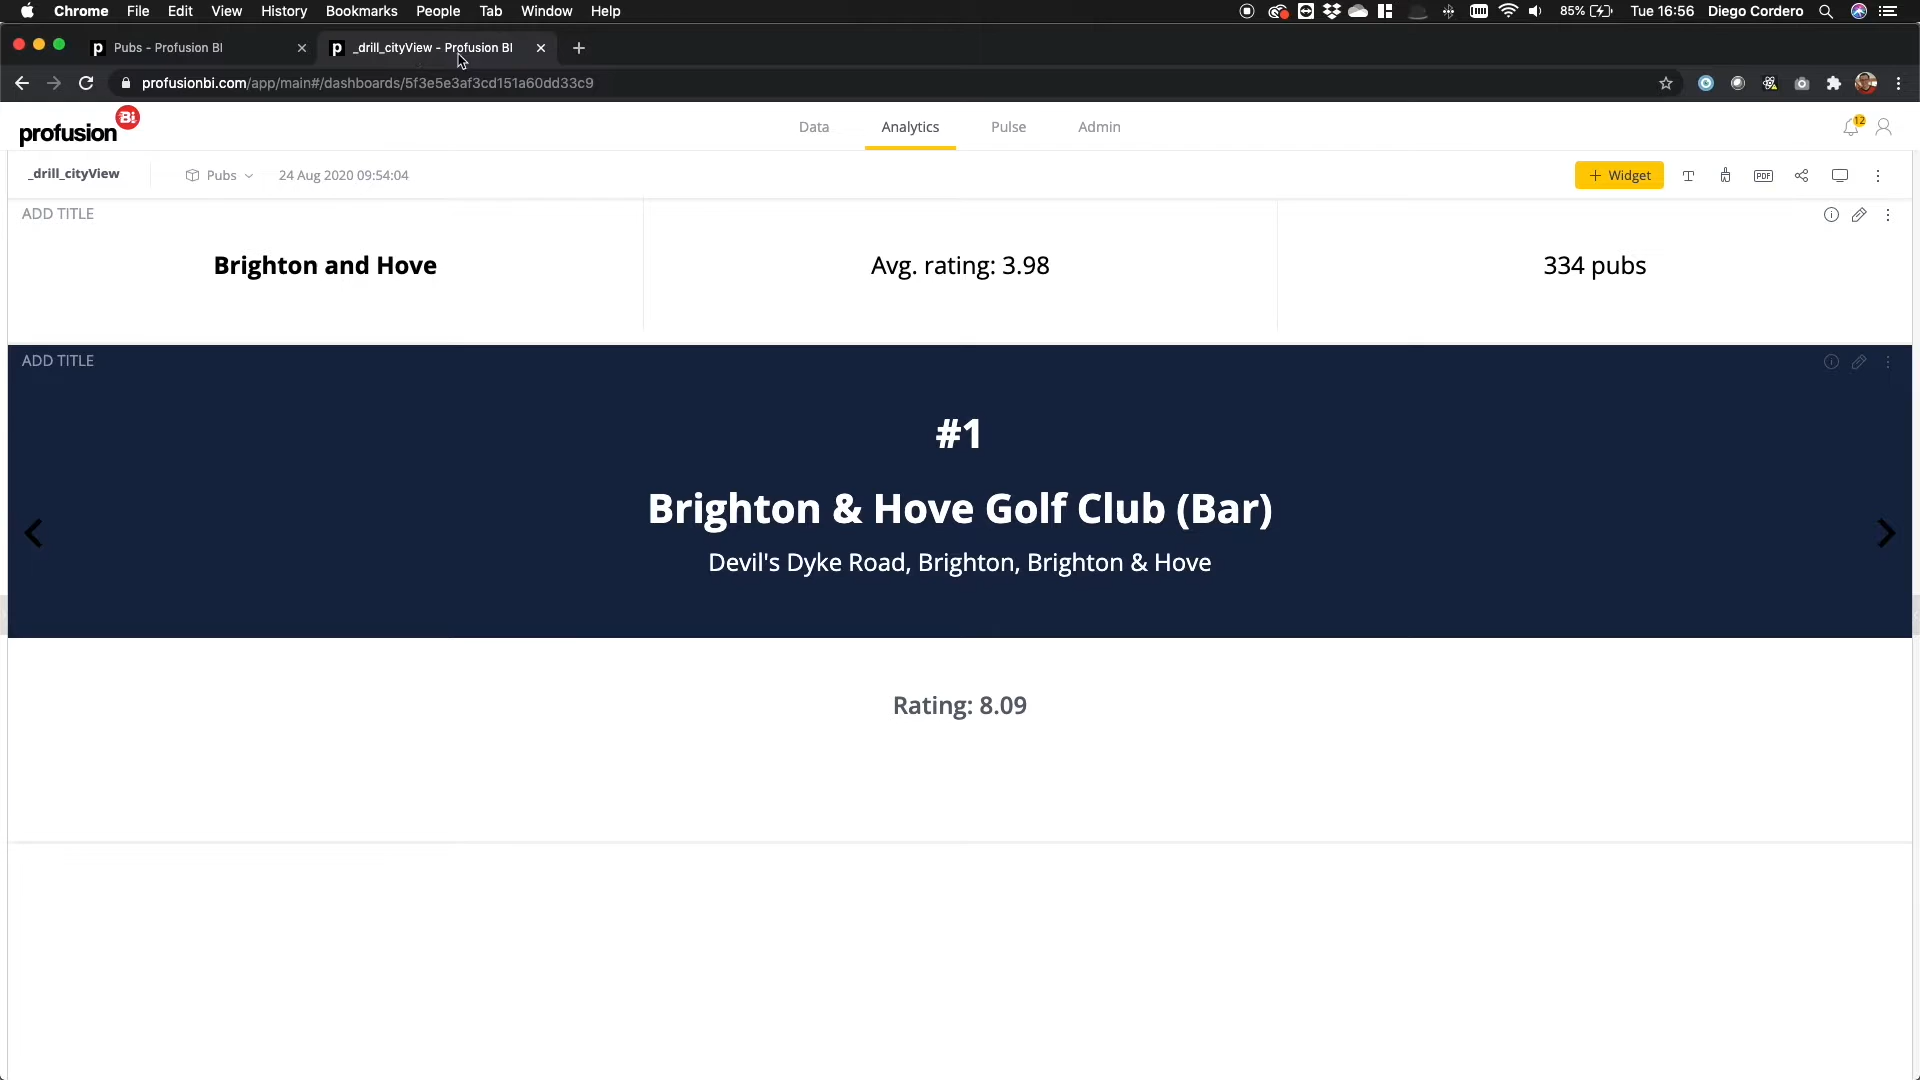 Chrome File Edit View History Bookmarks People Tab Window Help
85% Tue 16:56 Diego Cordero
p Pubs - Profusion BI
p _drill_cityView - Profusion BI
profusionbi.com/app/main#/dashboards/5f3e5e3af3cd151a60dd33c9
profusion Bi
Data Analytics Pulse Admin
12
_drill_cityView Pubs 24 Aug 2020 09:54:04
+ Widget T PDF
ADD TITLE
Brighton and Hove
Avg. rating: 3.98
334 pubs
ADD TITLE
#1
Brighton & Hove Golf Club (Bar)
Devil's Dyke Road, Brighton, Brighton & Hove
Rating: 8.09